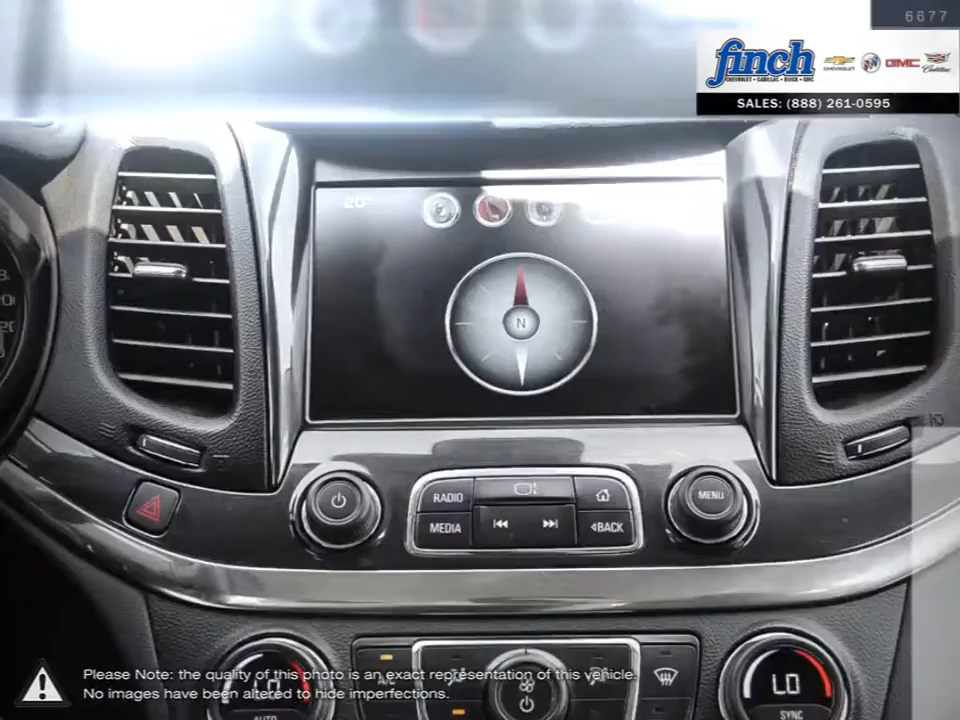 6677
finch
CHEVROLET • CADILLAC • BUICK • GMC
CHEVROLET
GMC
Cadillac
SALES: (888) 261-0595
20°
N
RADIO
MEDIA
BACK
MENU
Please Note: the quality of this photo is an exact representation of this vehicle.
No images have been altered to hide imperfections.
A/C
LO
AUTO
SYNC